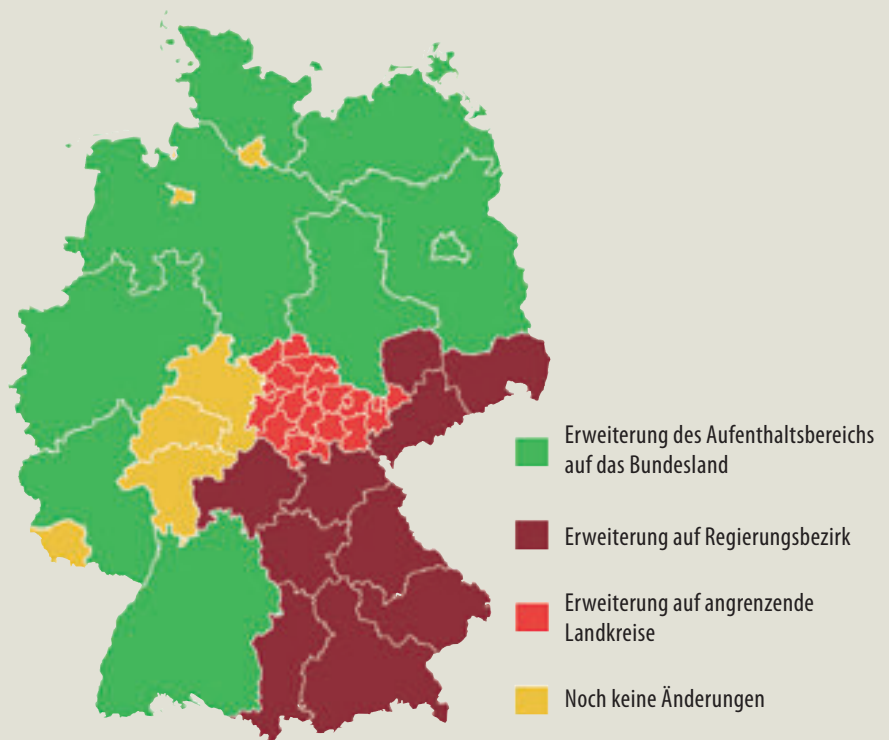 Erweiterung des Aufenthaltsbereichs
auf das Bundesland
Erweiterung auf Regierungsbezirk
Erweiterung auf angrenzende
Landkreise
Noch keine Änderungen